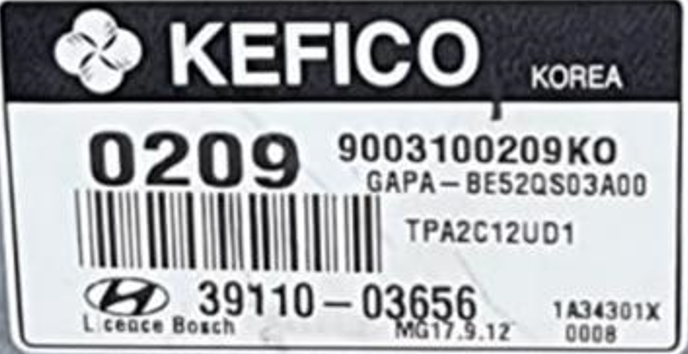 KEFICO
KOREA
0209
9003100209KO
GAPA-BE52QS03A00
TPA2C12UD1
39110-03656
Licence Bosch
MG17.9.12
1A34301X
0008